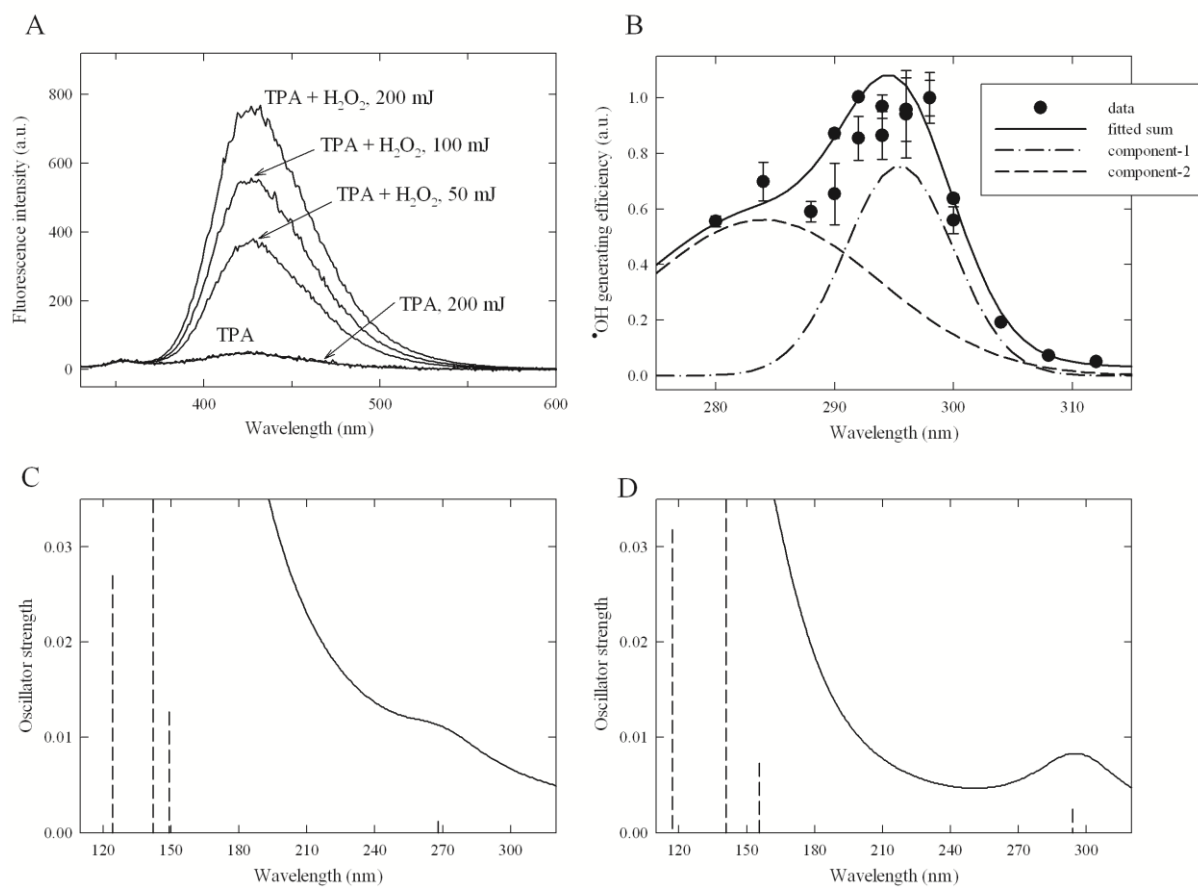 A
Fluorescence intensity (a.u.)
800
600
400
200
0
TPA + H₂O₂, 200 mJ
TPA + H₂O₂, 100 mJ
TPA + H₂O₂, 50 mJ
TPA, 200 mJ
TPA
400
500
600
Wavelength (nm)
B
•OH generating efficiency (a.u.)
1.0
0.8
0.6
0.4
0.2
0.0
data
fitted sum
component-1
component-2
280
290
300
310
Wavelength (nm)
C
Oscillator strength
0.03
0.02
0.01
0.00
120
150
180
210
240
270
300
Wavelength (nm)
D
Oscillator strength
0.03
0.02
0.01
0.00
120
150
180
210
240
270
300
Wavelength (nm)